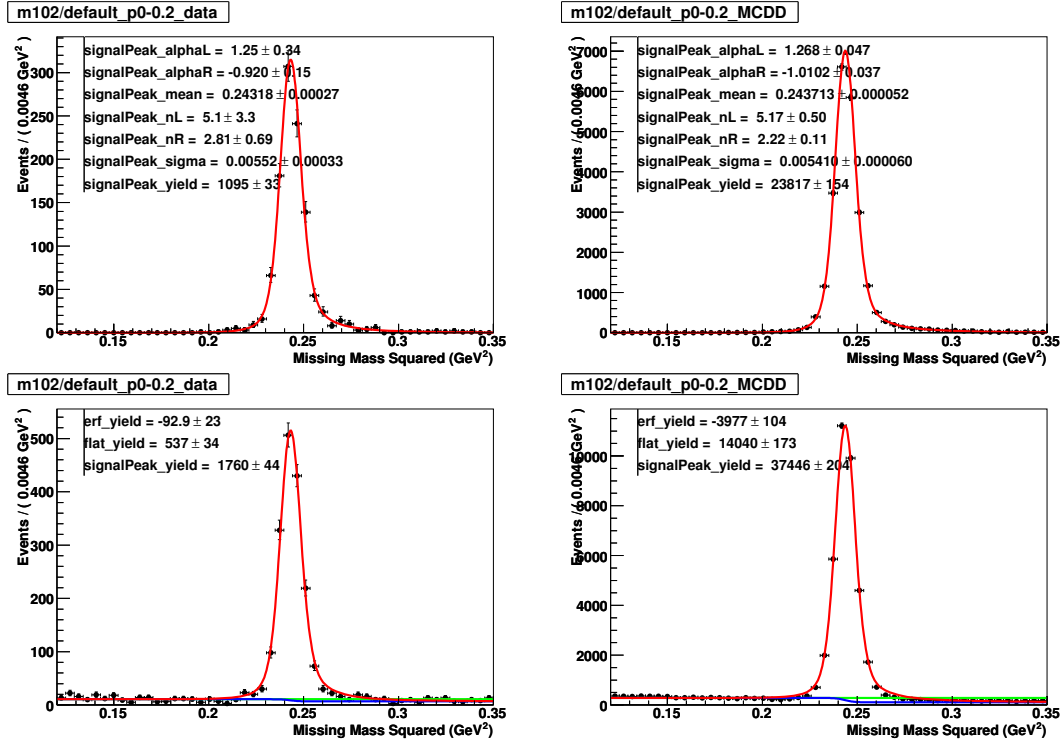 m102/default_p0-0.2_data
signalPeak_alphaL = 1.25 ± 0.34
signalPeak_alphaR = -0.920 ± 0.15
signalPeak_mean = 0.24318 ± 0.00027
signalPeak_nL = 5.1 ± 3.3
signalPeak_nR = 2.81 ± 0.69
signalPeak_sigma = 0.00552 ± 0.00033
signalPeak_yield = 1095 ± 33
Events / ( 0.0046 GeV² )
300
250
200
150
100
50
0
0.15 0.2 0.25 0.3 0.35
Missing Mass Squared (GeV²)
m102/default_p0-0.2_MCDD
signalPeak_alphaL = 1.268 ± 0.047
signalPeak_alphaR = -1.0102 ± 0.037
signalPeak_mean = 0.243713 ± 0.000052
signalPeak_nL = 5.17 ± 0.50
signalPeak_nR = 2.22 ± 0.11
signalPeak_sigma = 0.005410 ± 0.000060
signalPeak_yield = 23817 ± 154
Events / ( 0.0046 GeV² )
7000
6000
5000
4000
3000
2000
1000
0
0.15 0.2 0.25 0.3 0.35
Missing Mass Squared (GeV²)
m102/default_p0-0.2_data
erf_yield = -92.9 ± 23
flat_yield = 537 ± 34
signalPeak_yield = 1760 ± 44
Events / ( 0.0046 GeV² )
500
400
300
200
100
0
0.15 0.2 0.25 0.3 0.35
Missing Mass Squared (GeV²)
m102/default_p0-0.2_MCDD
erf_yield = -3977 ± 104
flat_yield = 14040 ± 173
signalPeak_yield = 37446 ± 204
Events / ( 0.0046 GeV² )
10000
8000
6000
4000
2000
0
0.15 0.2 0.25 0.3 0.35
Missing Mass Squared (GeV²)